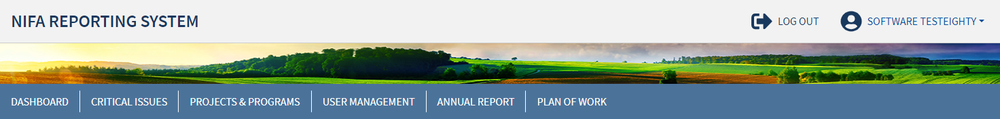 NIFA REPORTING SYSTEM
LOG OUT
SOFTWARE TESTEIGHTY
DASHBOARD
CRITICAL ISSUES
PROJECTS & PROGRAMS
USER MANAGEMENT
ANNUAL REPORT
PLAN OF WORK